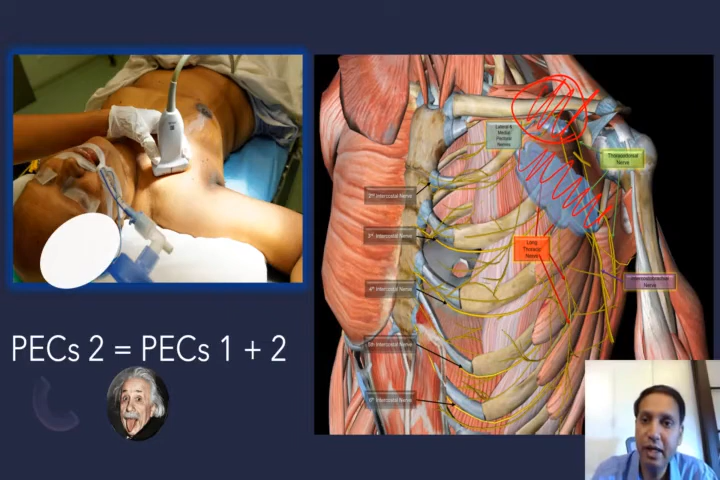 PECs 2 = PECs 1 + 2
Lateral
Medial
Pectoral
Nerves
Thoracodorsal
Nerve
2nd Intercostal Nerve
3rd Intercostal Nerve
Long
Thoracic
Nerve
Intercostobrachial
Nerve
4th Intercostal Nerve
5th Intercostal Nerve
6th Intercostal Nerve